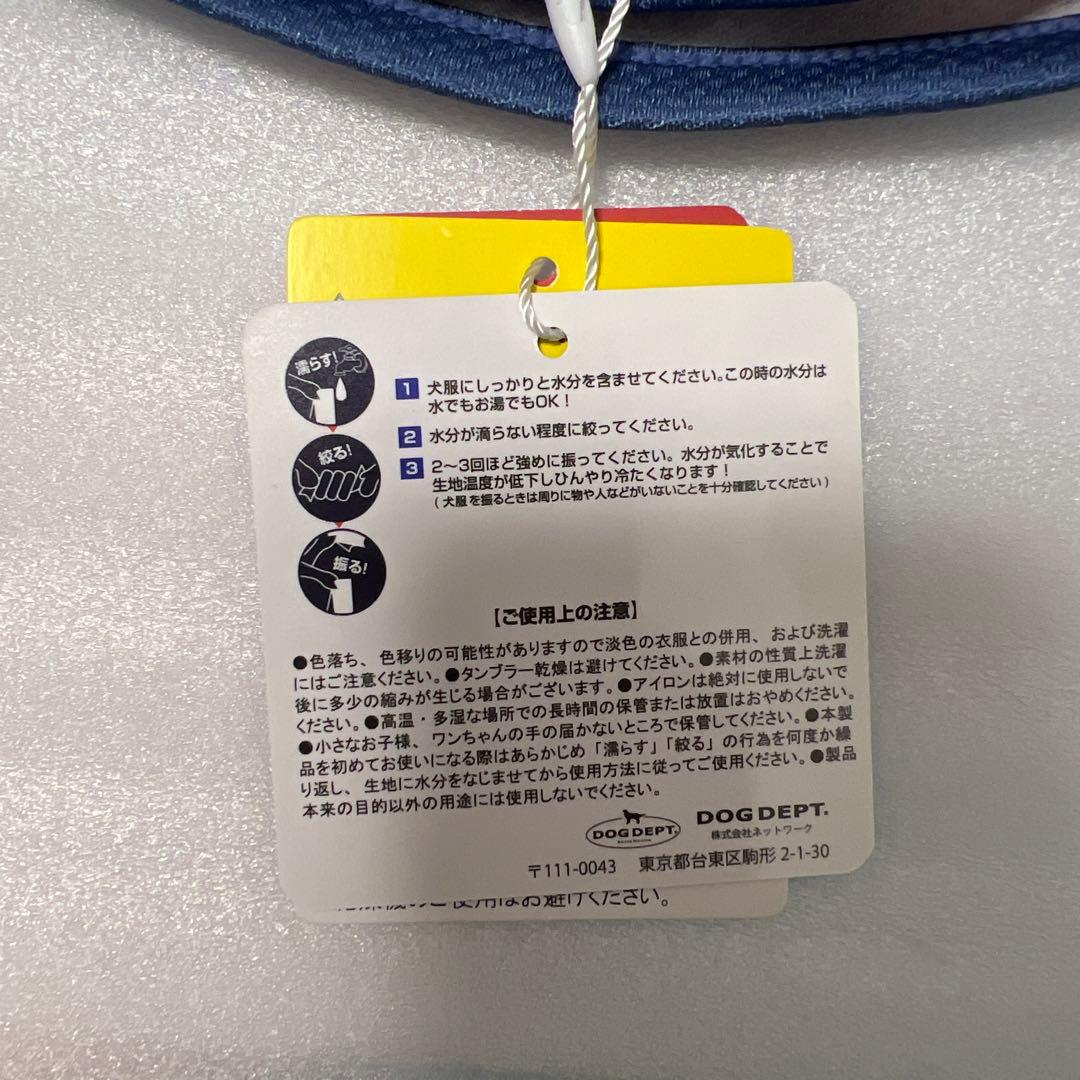 濡らす!
絞る!
振る!
1 犬服にしっかりと水分を含ませてください。この時の水分は
水でもお湯でもOK!
2 水分が滴らない程度に絞ってください。
3 2〜3回ほど強めに振ってください。水分が気化することで
生地温度が低下しひんやり冷たくなります!
(犬服を振るときは周りに物や人などがいないことを十分確認してください)
【ご使用上の注意】
●色落ち、色移りの可能性がありますので淡色の衣服との併用、および洗濯
にはご注意ください。●タンブラー乾燥は避けてください。●素材の性質上洗濯
後に多少の縮みが生じる場合がございます。●アイロンは絶対に使用しないで
ください。●高温・多湿な場所での長時間の保管または放置はおやめください。
●小さなお子様、ワンちゃんの手の届かないところで保管してください。●本製
品を初めてお使いになる際はあらかじめ「濡らす」「絞る」の行為を何度か繰
り返し、生地に水分をなじませてから使用方法に従ってご使用ください。●製品
本来の目的以外の用途には使用しないでください。
DOG DEPT.
DOG DEPT.
株式会社ネットワーク
〒111-0043 東京都台東区駒形 2-1-30
のご使用はお避けください。